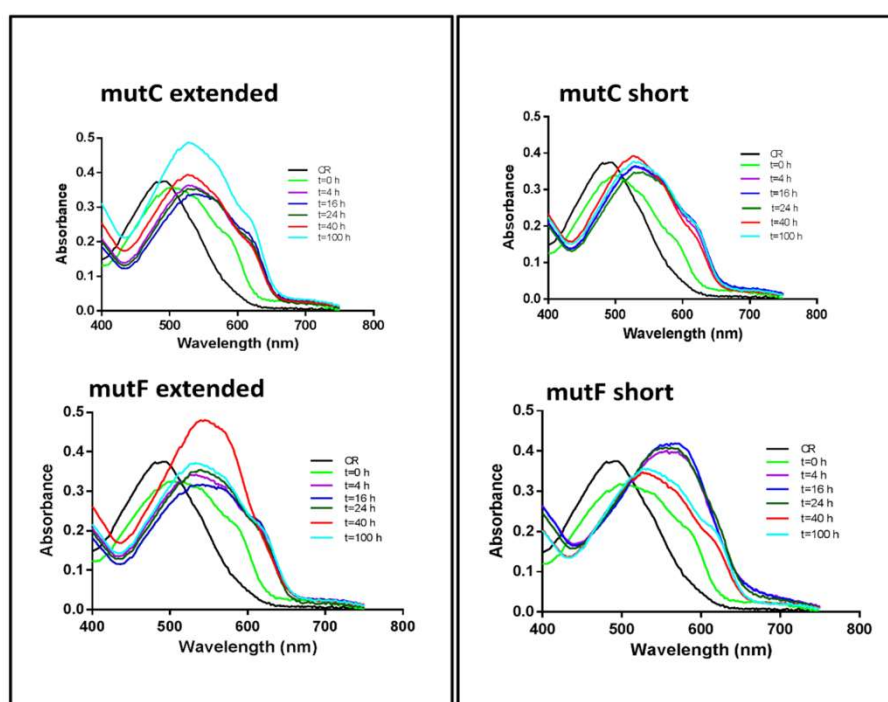 mutC extended
0.5
0.4
0.3
0.2
0.1
0.0
Absorbance
400 500 600 700 800
Wavelength (nm)
CR
t=0 h
t=4 h
t=16 h
t=24 h
t=40 h
t=100 h
mutC short
0.5
0.4
0.3
0.2
0.1
0.0
Absorbance
400 500 600 700 800
Wavelength (nm)
CR
t=0 h
t=4 h
t=16 h
t=24 h
t=40 h
t=100 h
mutF extended
0.5
0.4
0.3
0.2
0.1
0.0
Absorbance
400 500 600 700 800
Wavelength (nm)
CR
t=0 h
t=4 h
t=16 h
t=24 h
t=40 h
t=100 h
mutF short
0.5
0.4
0.3
0.2
0.1
0.0
Absorbance
400 500 600 700 800
Wavelength (nm)
CR
t=0 h
t=4 h
t=16 h
t=24 h
t=40 h
t=100 h